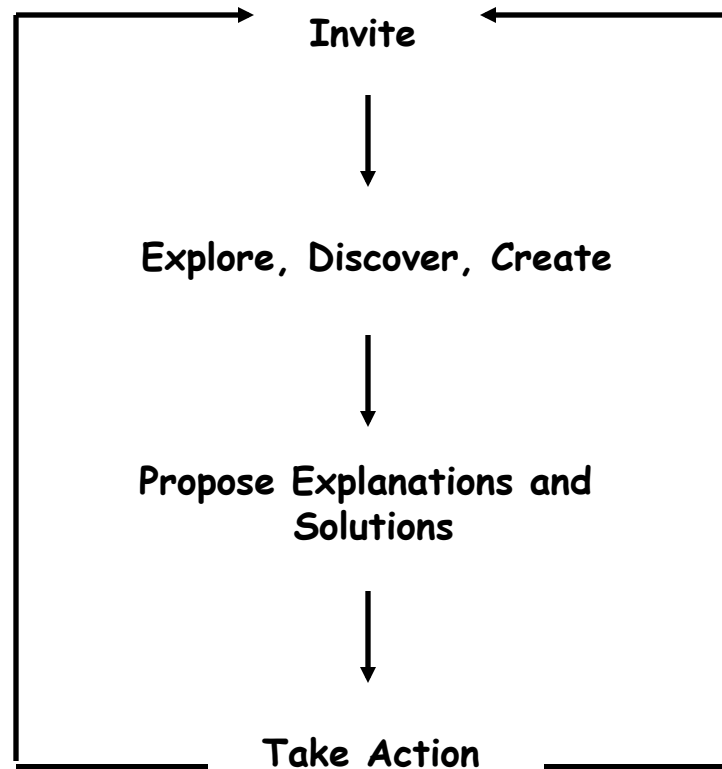 Invite
Explore, Discover, Create
Propose Explanations and
Solutions
Take Action